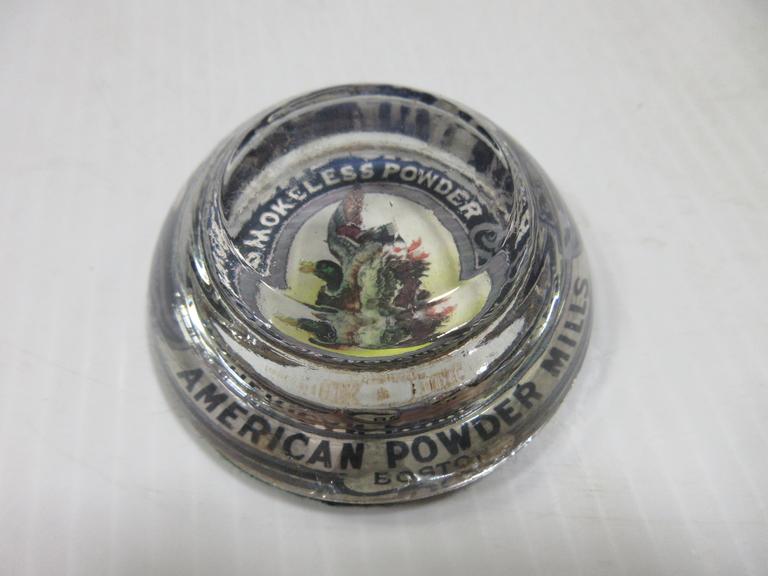 SMOKELESS POWDER
AMERICAN POWDER MILLS
BOSTON